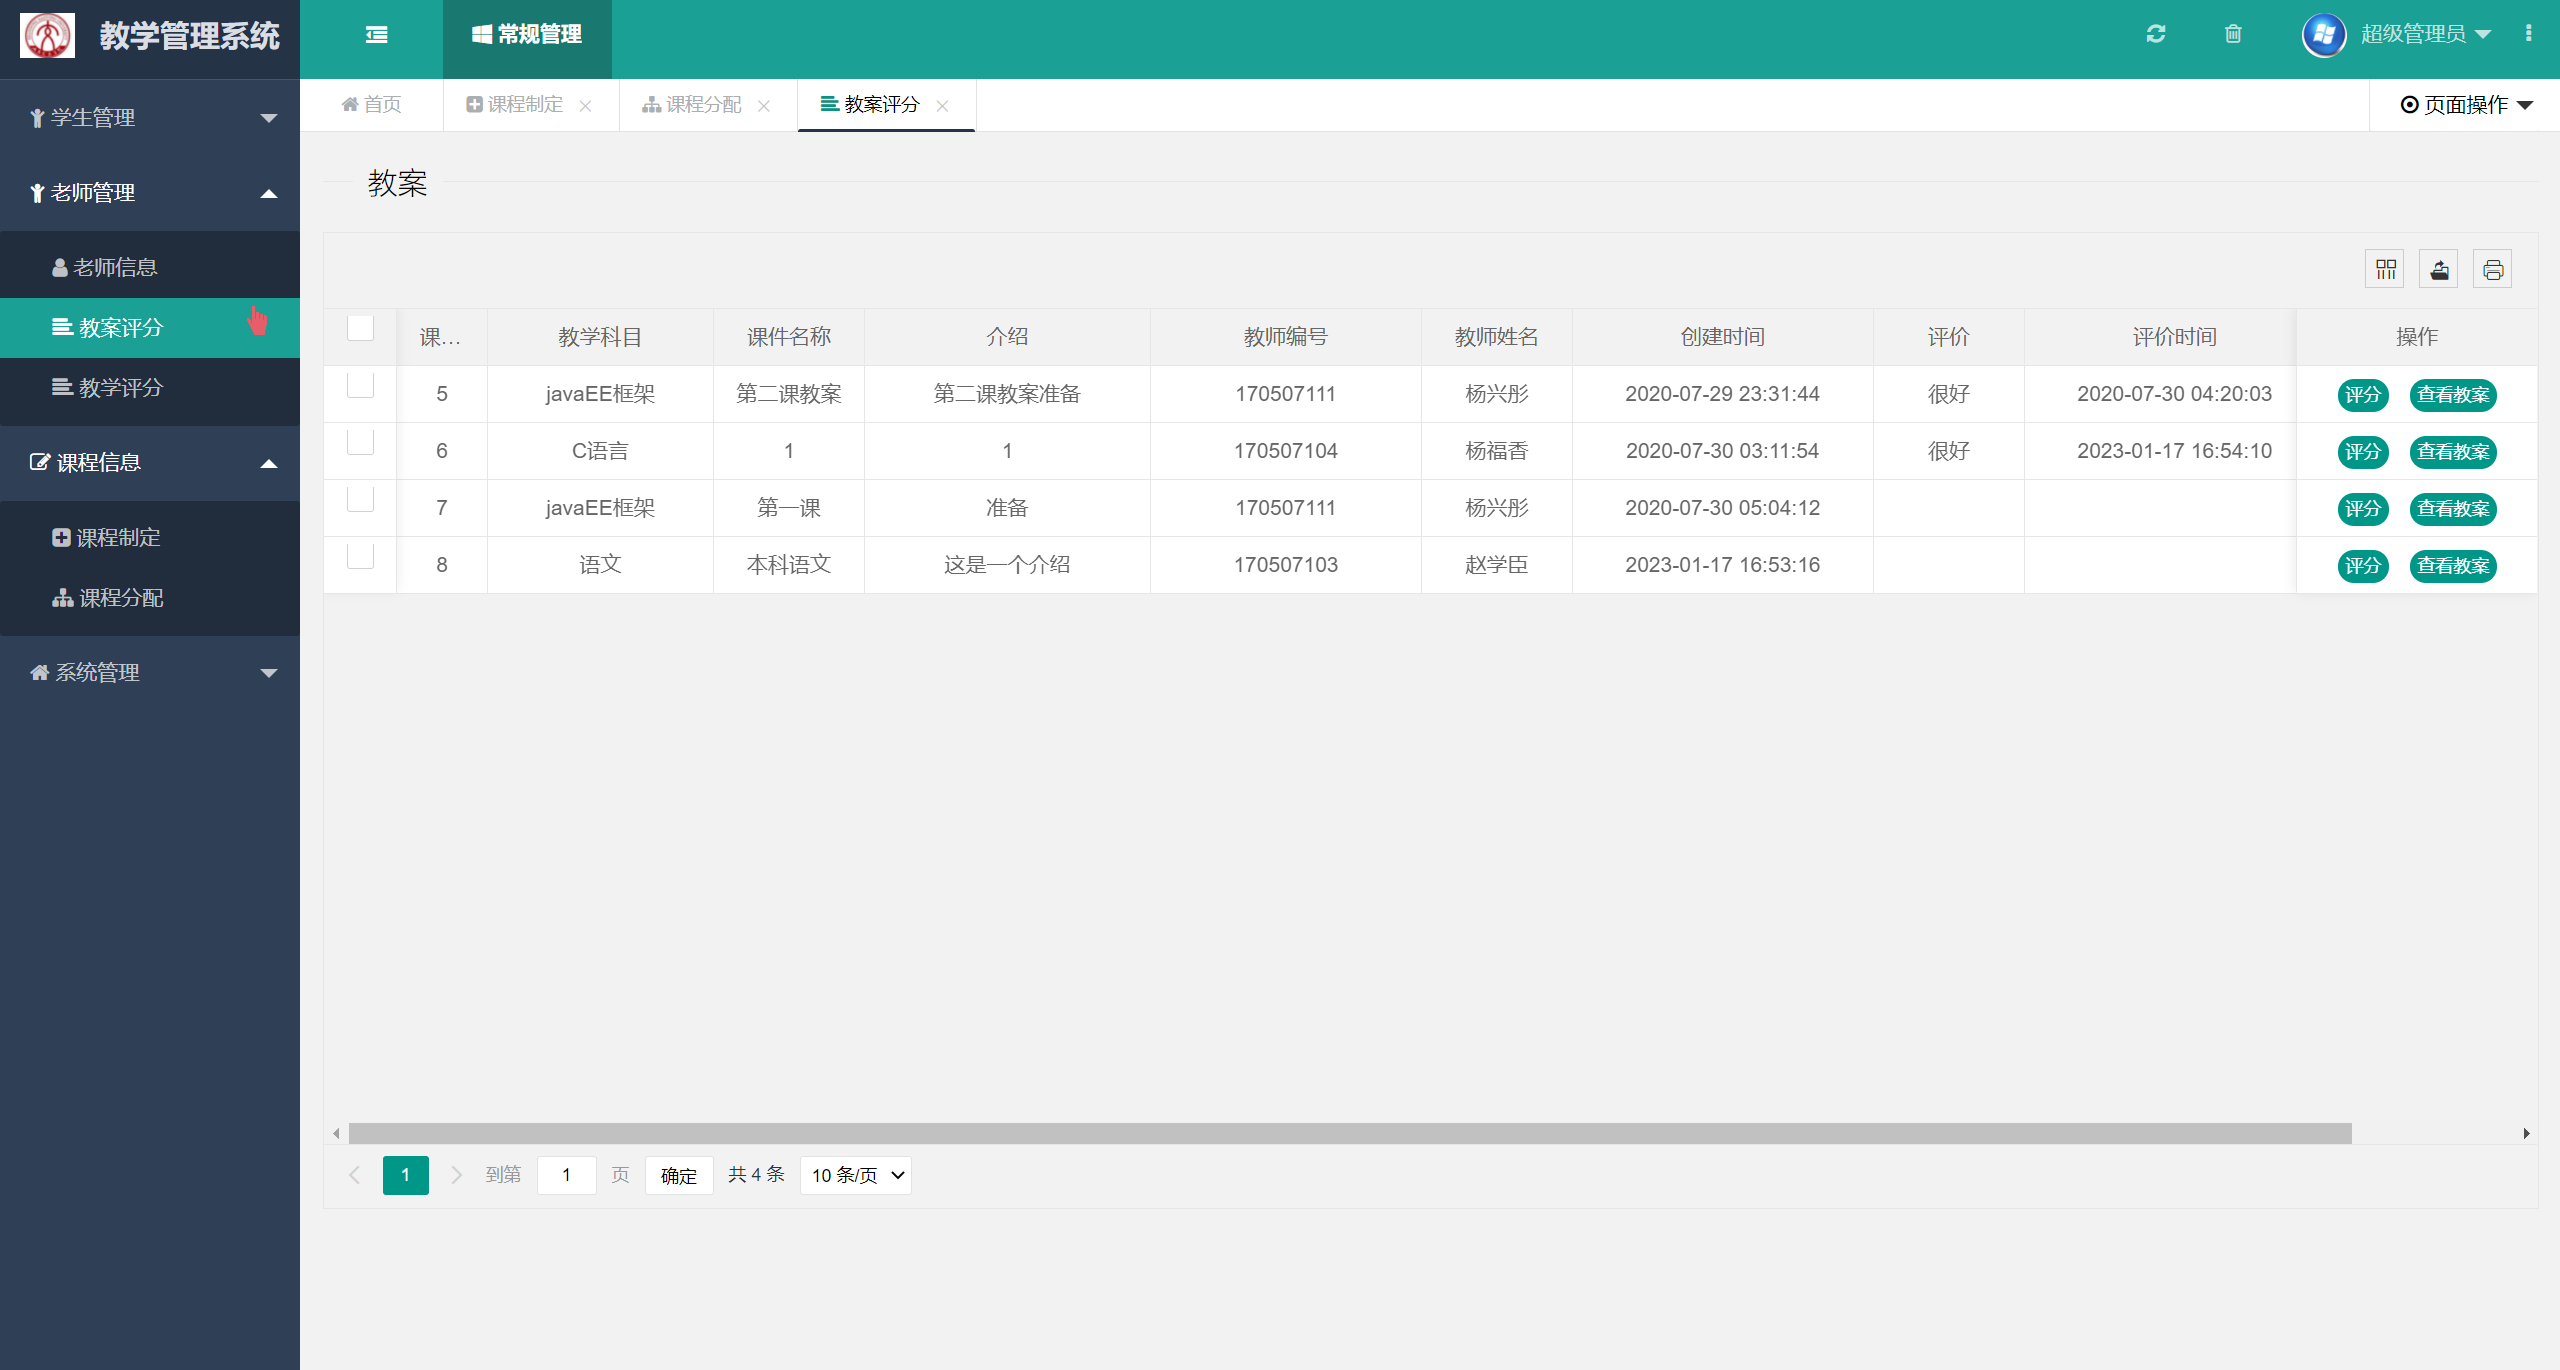 教学管理系统
常规管理
超级管理员
首页 课程制定 课程分配 教案评分
页面操作
学生管理
老师管理
老师信息
教案评分
教学评分
课程信息
课程制定
课程分配
系统管理
教案
课… 教学科目 课件名称 介绍 教师编号 教师姓名 创建时间 评价 评价时间 操作
5 javaEE框架 第二课教案 第二课教案准备 170507111 杨兴彤 2020-07-29 23:31:44 很好 2020-07-30 04:20:03 评分 查看教案
6 C语言 1 1 170507104 杨福香 2020-07-30 03:11:54 很好 2023-01-17 16:54:10 评分 查看教案
7 javaEE框架 第一课 准备 170507111 杨兴彤 2020-07-30 05:04:12 评分 查看教案
8 语文 本科语文 这是一个介绍 170507103 赵学臣 2023-01-17 16:53:16 评分 查看教案
1 到第 1 页 确定 共 4 条 10 条/页